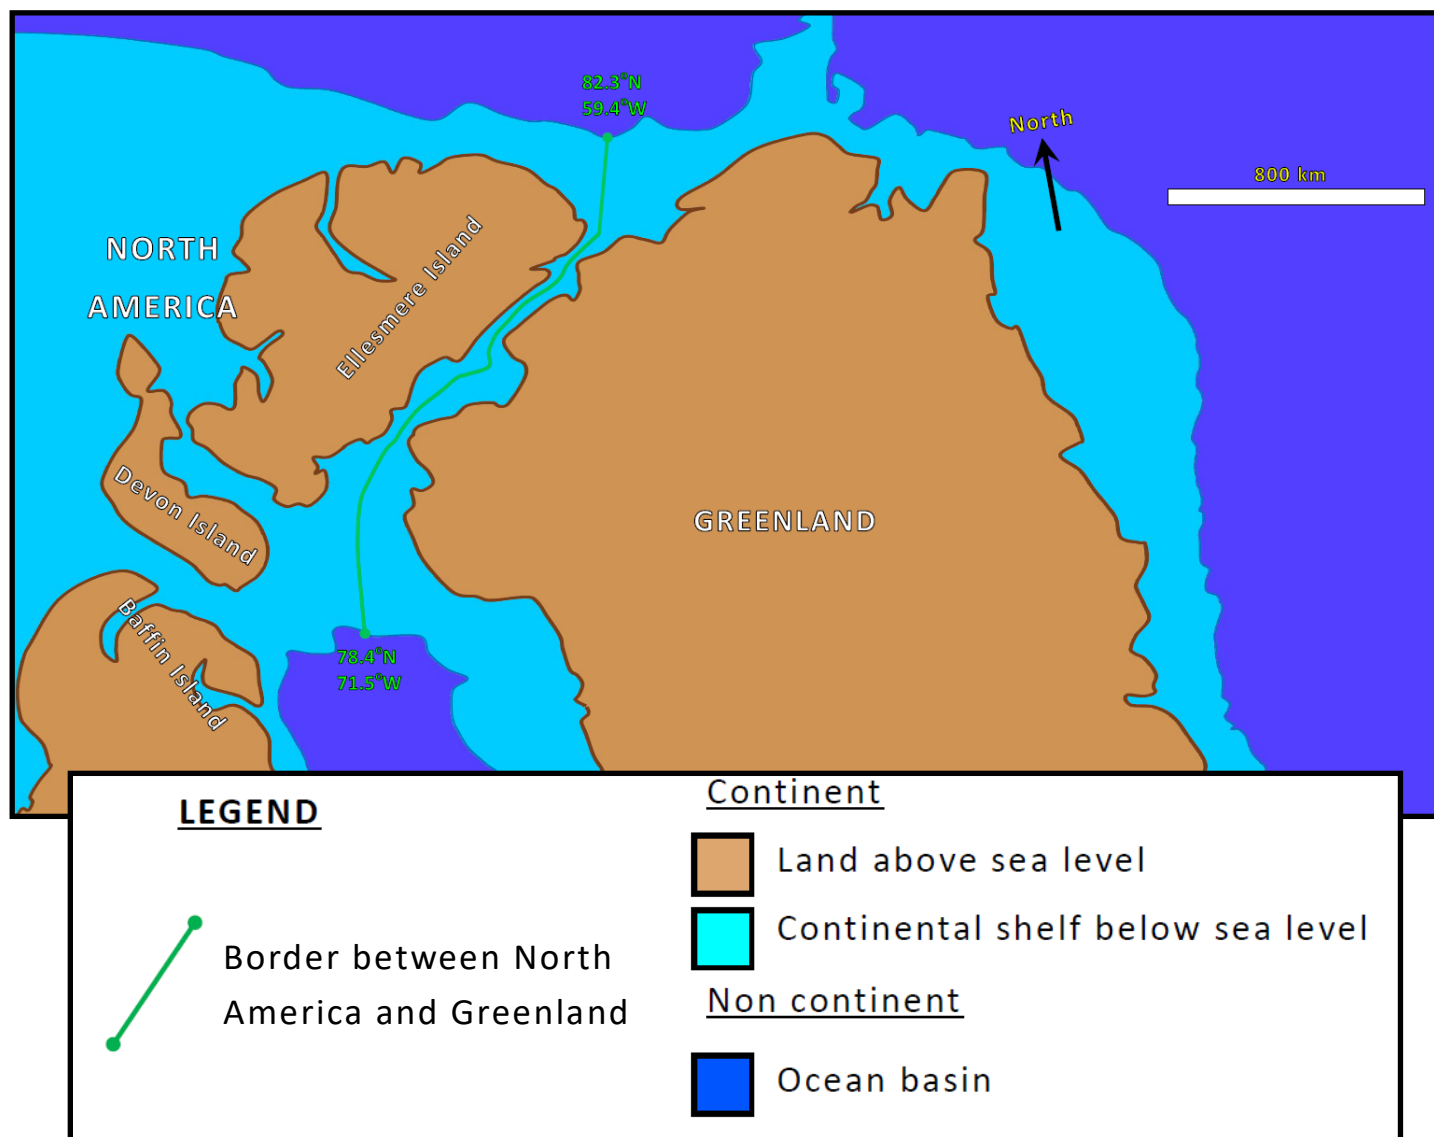 82.3°N
59.4°W
North
800 km
NORTH
AMERICA
Ellesmere Island
Devon Island
GREENLAND
Baffin Island
78.4°N
71.5°W
LEGEND
Border between North
America and Greenland
Continent
Land above sea level
Continental shelf below sea level
Non continent
Ocean basin